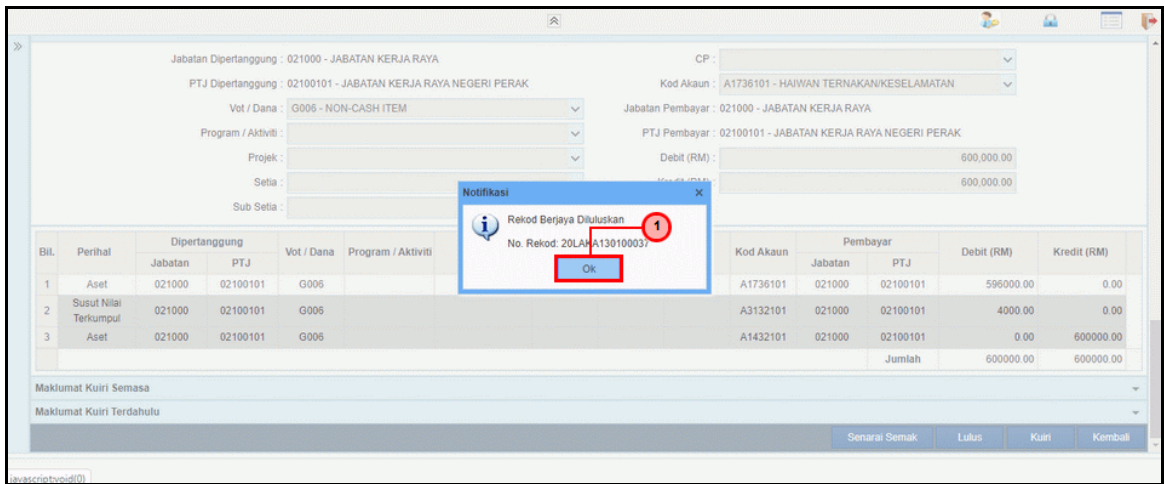 Jabatan Dipertanggung : 021000 - JABATAN KERJA RAYA
CP :
PTJ Dipertanggung : 02100101 - JABATAN KERJA RAYA NEGERI PERAK
Kod Akaun : A1736101 - HAIWAN TERNAKAN/KESELAMATAN
Vot / Dana : G006 - NON-CASH ITEM
Jabatan Pembayar : 021000 - JABATAN KERJA RAYA
Program / Aktiviti :
PTJ Pembayar : 02100101 - JABATAN KERJA RAYA NEGERI PERAK
Projek :
Debit (RM) : 600,000.00
Setia :
600,000.00
Sub Setia :
Notifikasi
Rekod Berjaya Diluluskan
No. Rekod: 20LAKA130100037
1
Ok
Bil. Perihal Dipertanggung Vot / Dana Program / Aktiviti Kod Akaun Pembayar Debit (RM) Kredit (RM)
Jabatan PTJ Jabatan PTJ
1 Aset 021000 02100101 G006 A1736101 021000 02100101 596000.00 0.00
2 Susut Nilai Terkumpul 021000 02100101 G006 A3132101 021000 02100101 4000.00 0.00
3 Aset 021000 02100101 G006 A1432101 021000 02100101 0.00 600000.00
Jumlah 600000.00 600000.00
Maklumat Kuiri Semasa
Maklumat Kuiri Terdahulu
Senarai Semak Lulus Kuiri Kembali
javascript:void(0)